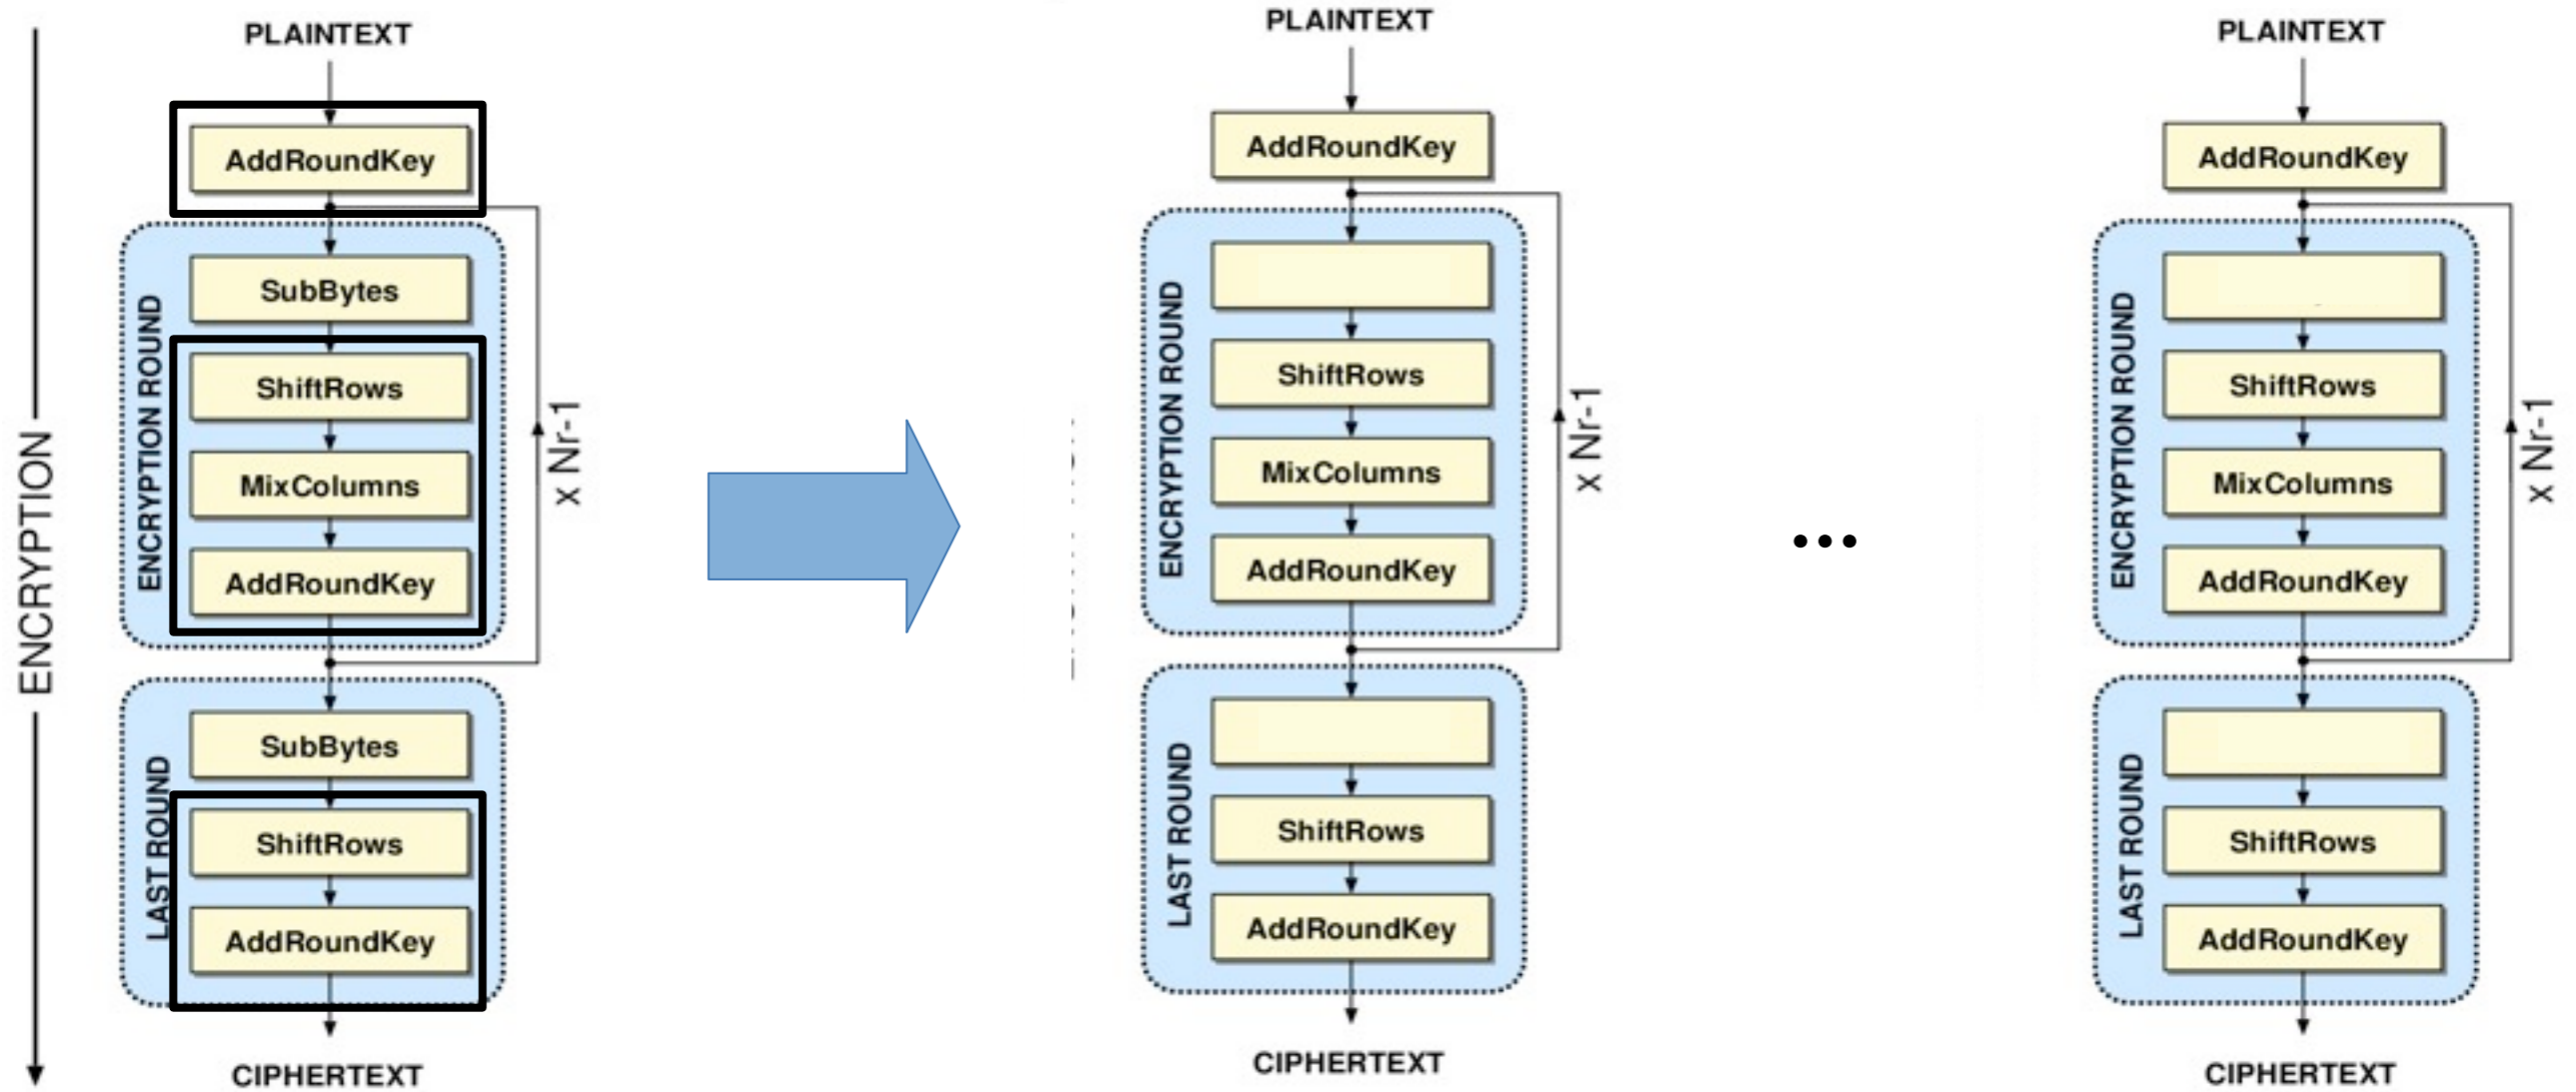 ENCRYPTION
PLAINTEXT
AddRoundKey
ENCRYPTION ROUND
SubBytes
ShiftRows
MixColumns
AddRoundKey
x Nr-1
LAST ROUND
SubBytes
ShiftRows
AddRoundKey
CIPHERTEXT
PLAINTEXT
AddRoundKey
ENCRYPTION ROUND
ShiftRows
MixColumns
AddRoundKey
x Nr-1
LAST ROUND
ShiftRows
AddRoundKey
CIPHERTEXT
...
PLAINTEXT
AddRoundKey
ENCRYPTION ROUND
ShiftRows
MixColumns
AddRoundKey
x Nr-1
LAST ROUND
ShiftRows
AddRoundKey
CIPHERTEXT